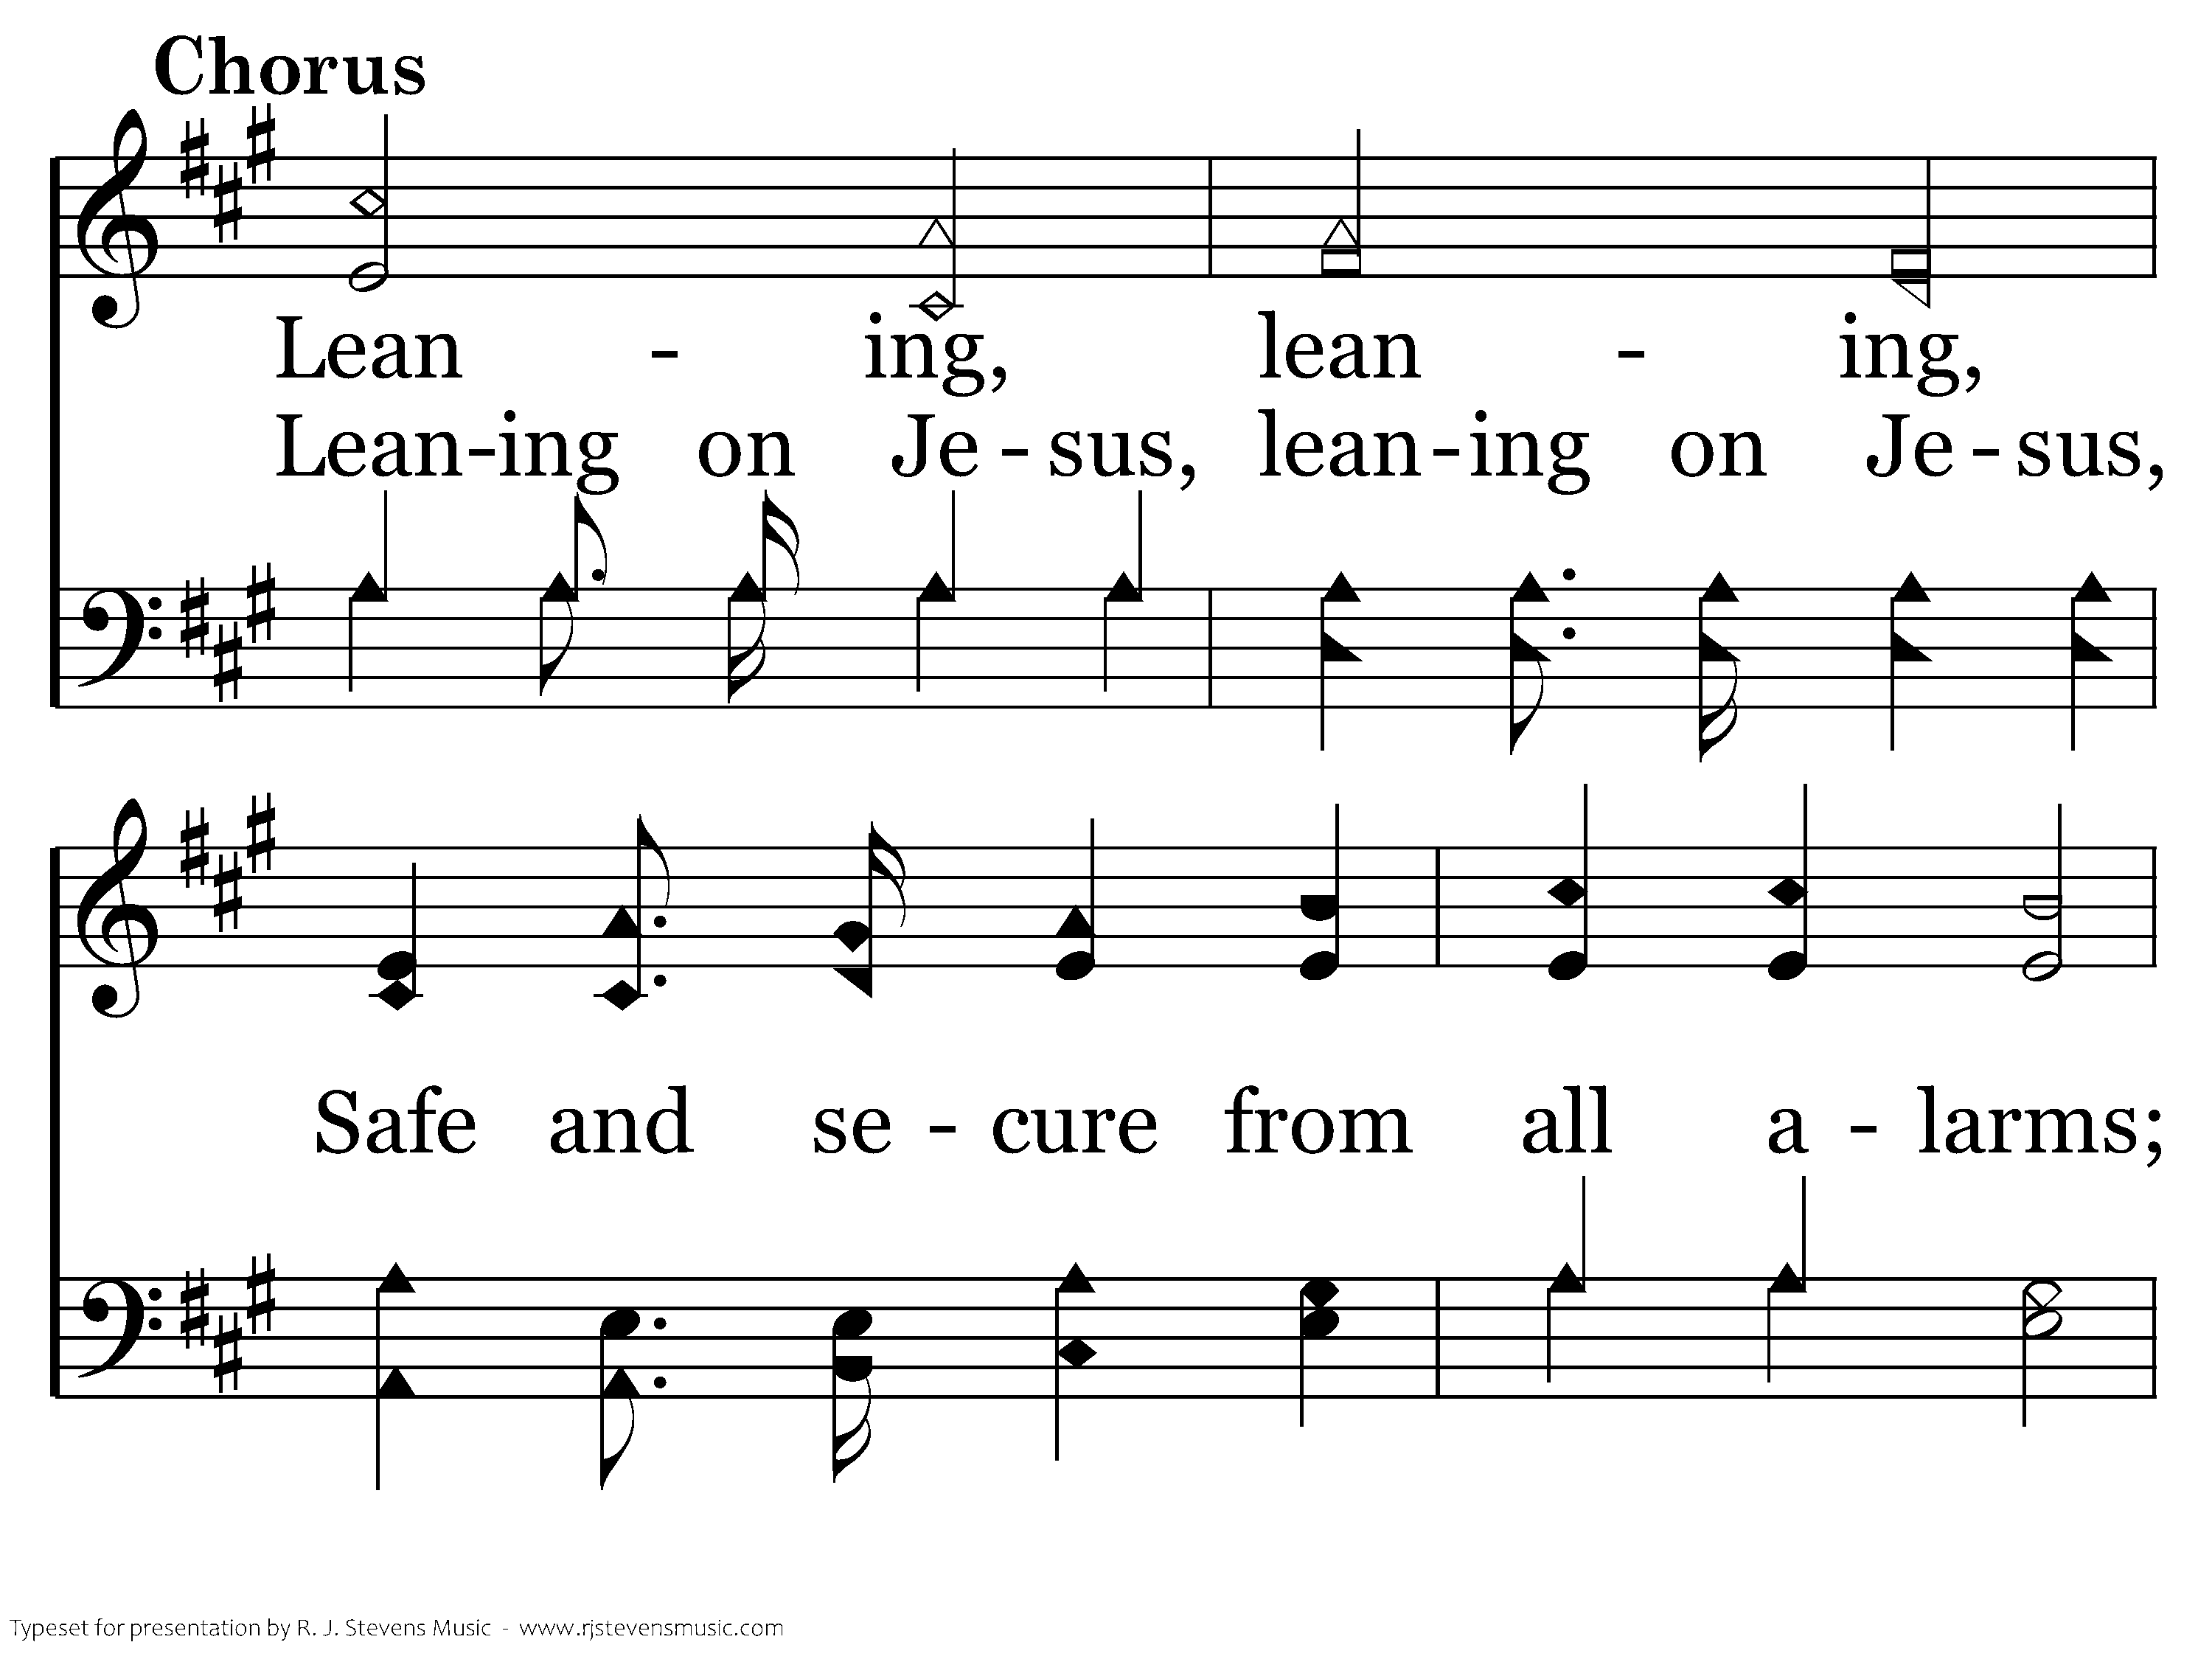 Chorus
Lean - ing, lean - ing,
Lean-ing on Je - sus, lean-ing on Je - sus,
Safe and se - cure from all a - larms;
Typeset for presentation by R. J. Stevens Music - www.rjstevensmusic.com